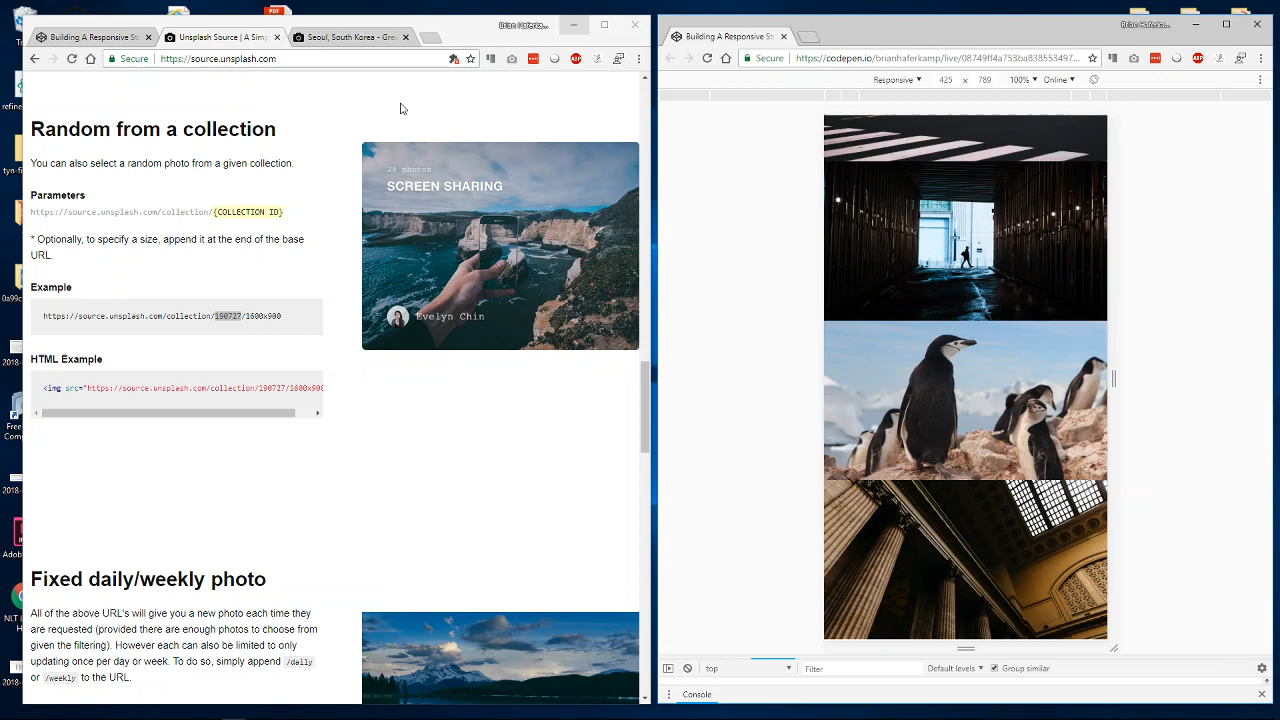 PDF
Brian Haferka...
Building A Responsive St
Unsplash Source | A Simp
Seoul, South Korea - Gre
Secure
https://source.unsplash.com
Random from a collection
You can also select a random photo from a given collection.
Parameters
https://source.unsplash.com/collection/{COLLECTION ID}
* Optionally, to specify a size, append it at the end of the base
URL.
Example
https://source.unsplash.com/collection/190727/1600x900
HTML Example
<img src="https://source.unsplash.com/collection/190727/1600x900
29 photos
SCREEN SHARING
Evelyn Chin
Fixed daily/weekly photo
All of the above URL's will give you a new photo each time they
are requested (provided there are enough photos to choose from
given the filtering). However each can also be limited to only
updating once per day or week. To do so, simply append /daily
or /weekly to the URL.
Brian Haferkam...
Building A Responsive St
Secure
https://codepen.io/brianhaferkamp/live/08749ff4a753ba838553497...
Responsive
425 x 789
100%
Online
top
Filter
Default levels
Group similar
Console